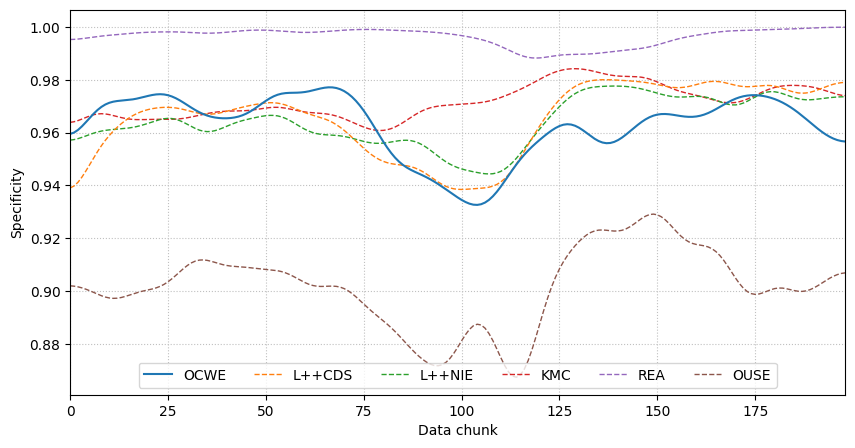 1.00
0.98
0.96
0.94
0.92
0.90
0.88
Specificity
OCWE L++CDS L++NIE KMC REA OUSE
0 25 50 75 100 125 150 175
Data chunk